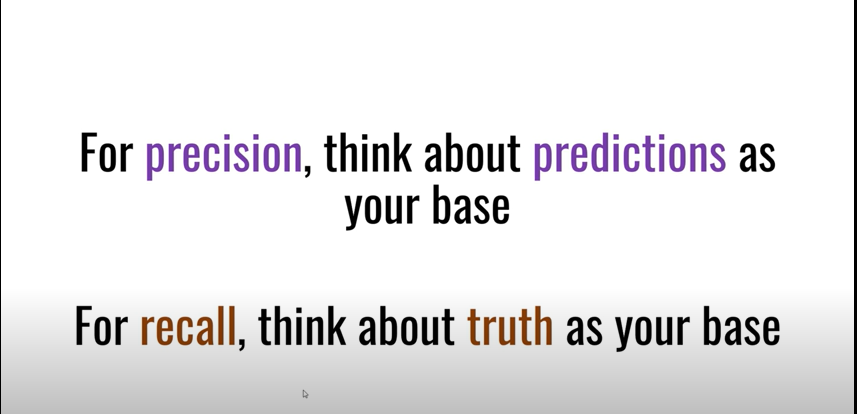 For precision, think about predictions as
your base
For recall, think about truth as your base